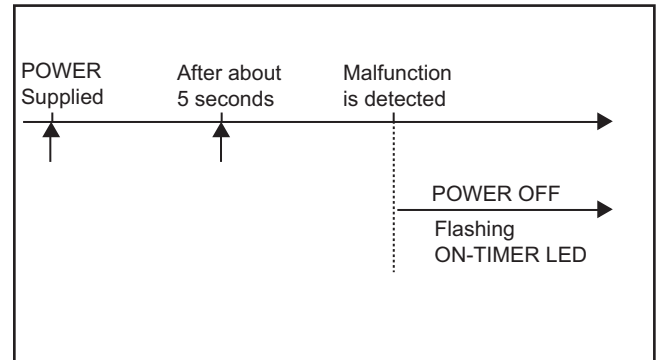 POWER
Supplied
After about
5 seconds
Malfunction
is detected
POWER OFF
Flashing
ON-TIMER LED